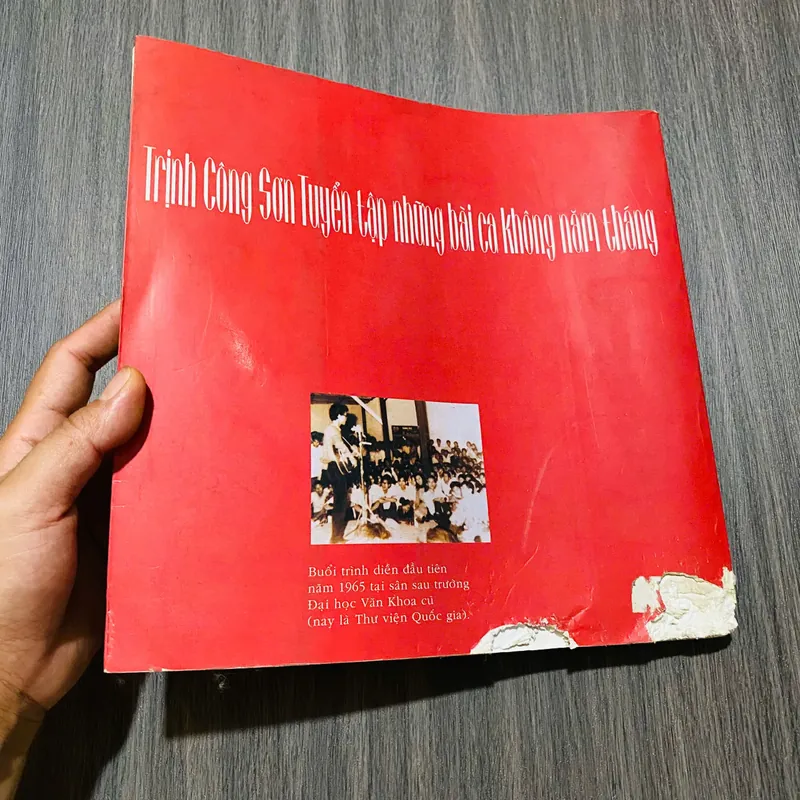 Trịnh Công Sơn Tuyển tập những bài ca không năm tháng
Buổi trình diễn đầu tiên
năm 1965 tại sân sau trường
Đại học Văn Khoa cũ
(nay là Thư viện Quốc gia).